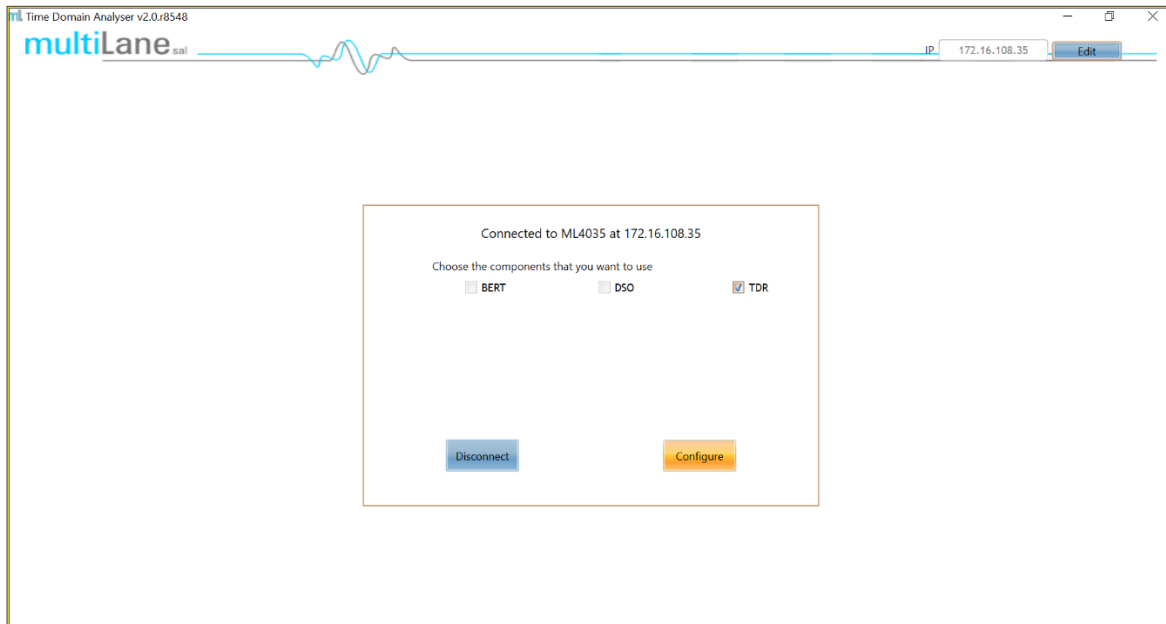 mL Time Domain Analyser v2.0.r8548
multiLane sal
IP 172.16.108.35 Edit
Connected to ML4035 at 172.16.108.35
Choose the components that you want to use
BERT DSO TDR
Disconnect Configure